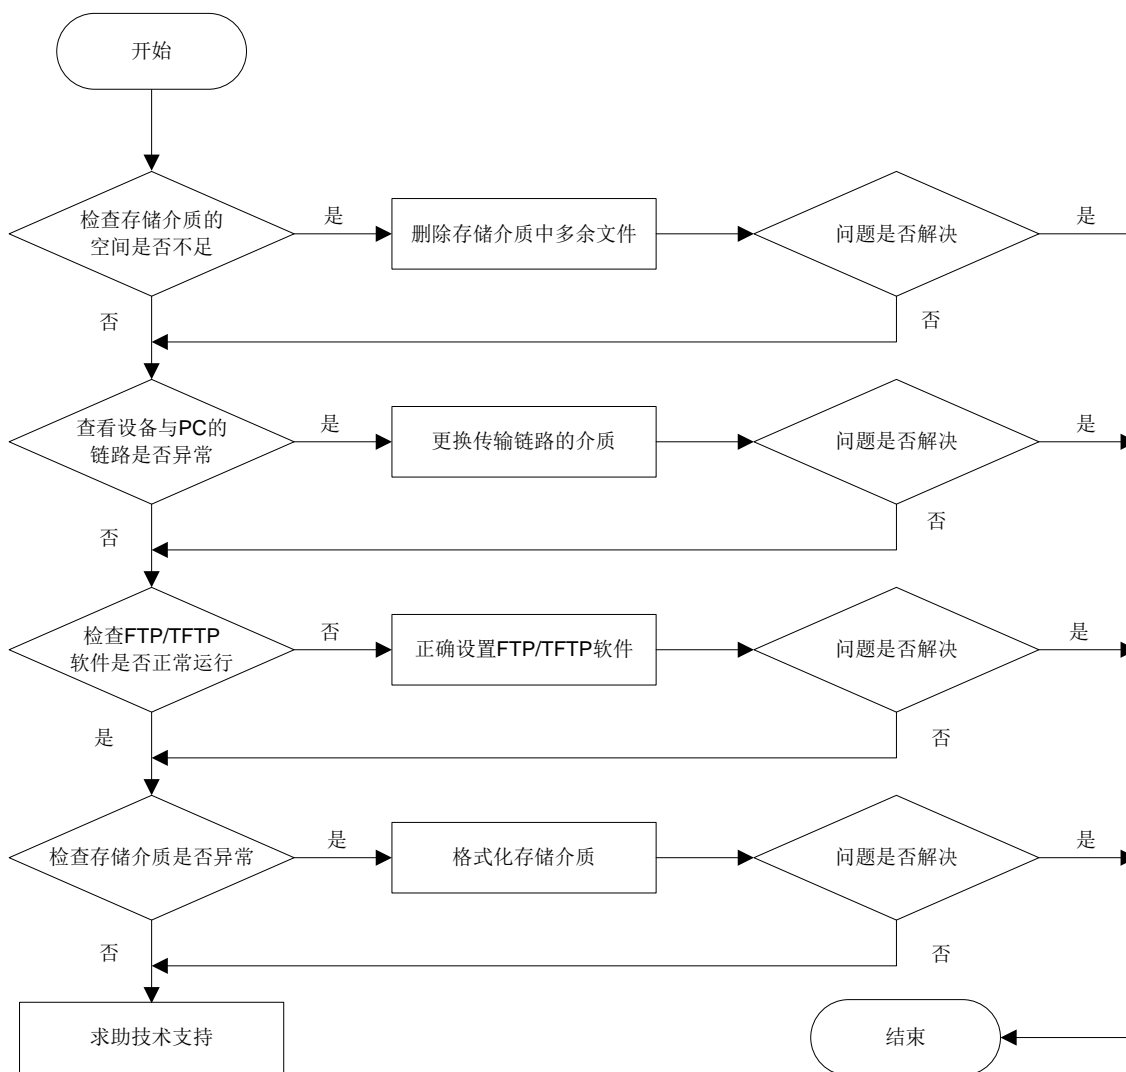 开始
检查存储介质的
空间是否不足
是
删除存储介质中多余文件
问题是否解决
是
否
否
查看设备与PC的
链路是否异常
是
更换传输链路的介质
问题是否解决
是
否
否
检查FTP/TFTP
软件是否正常运行
否
正确设置FTP/TFTP软件
问题是否解决
是
是
否
检查存储介质是否异常
是
格式化存储介质
问题是否解决
是
否
否
求助技术支持
结束